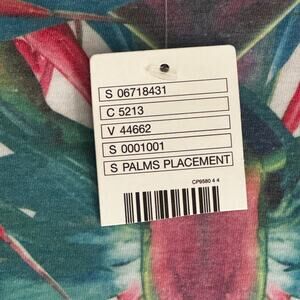 S 06718431
C 5213
V 44662
S 0001001
S PALMS PLACEMENT
CP9580 4 4